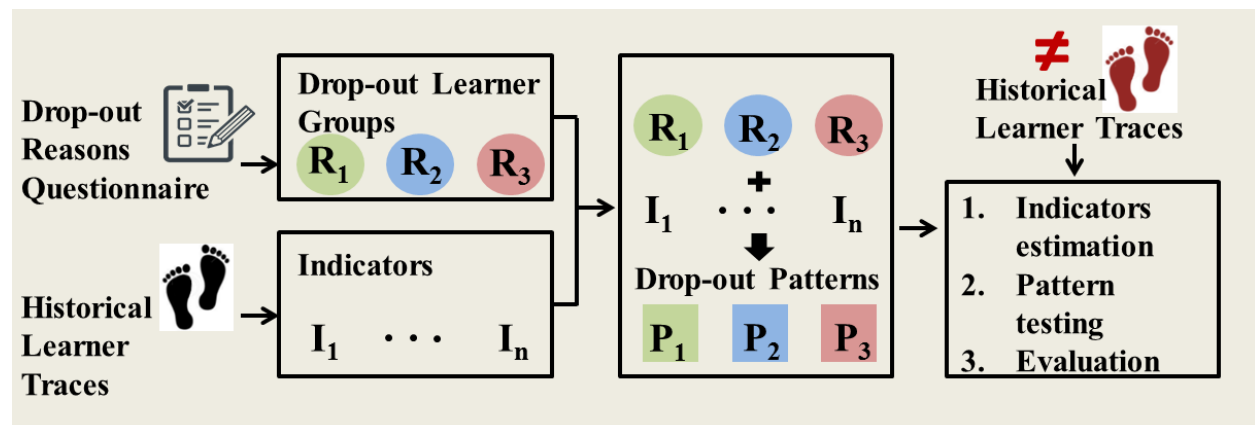 Drop-out
Reasons
Questionnaire
Drop-out Learner
Groups
R₁ R₂ R₃
Historical
Learner
Traces
Indicators
I₁ · · · Iₙ
R₁ R₂ R₃
+
I₁ · · · Iₙ
Drop-out Patterns
P₁ P₂ P₃
≠
Historical
Learner Traces
1. Indicators
estimation
2. Pattern
testing
3. Evaluation